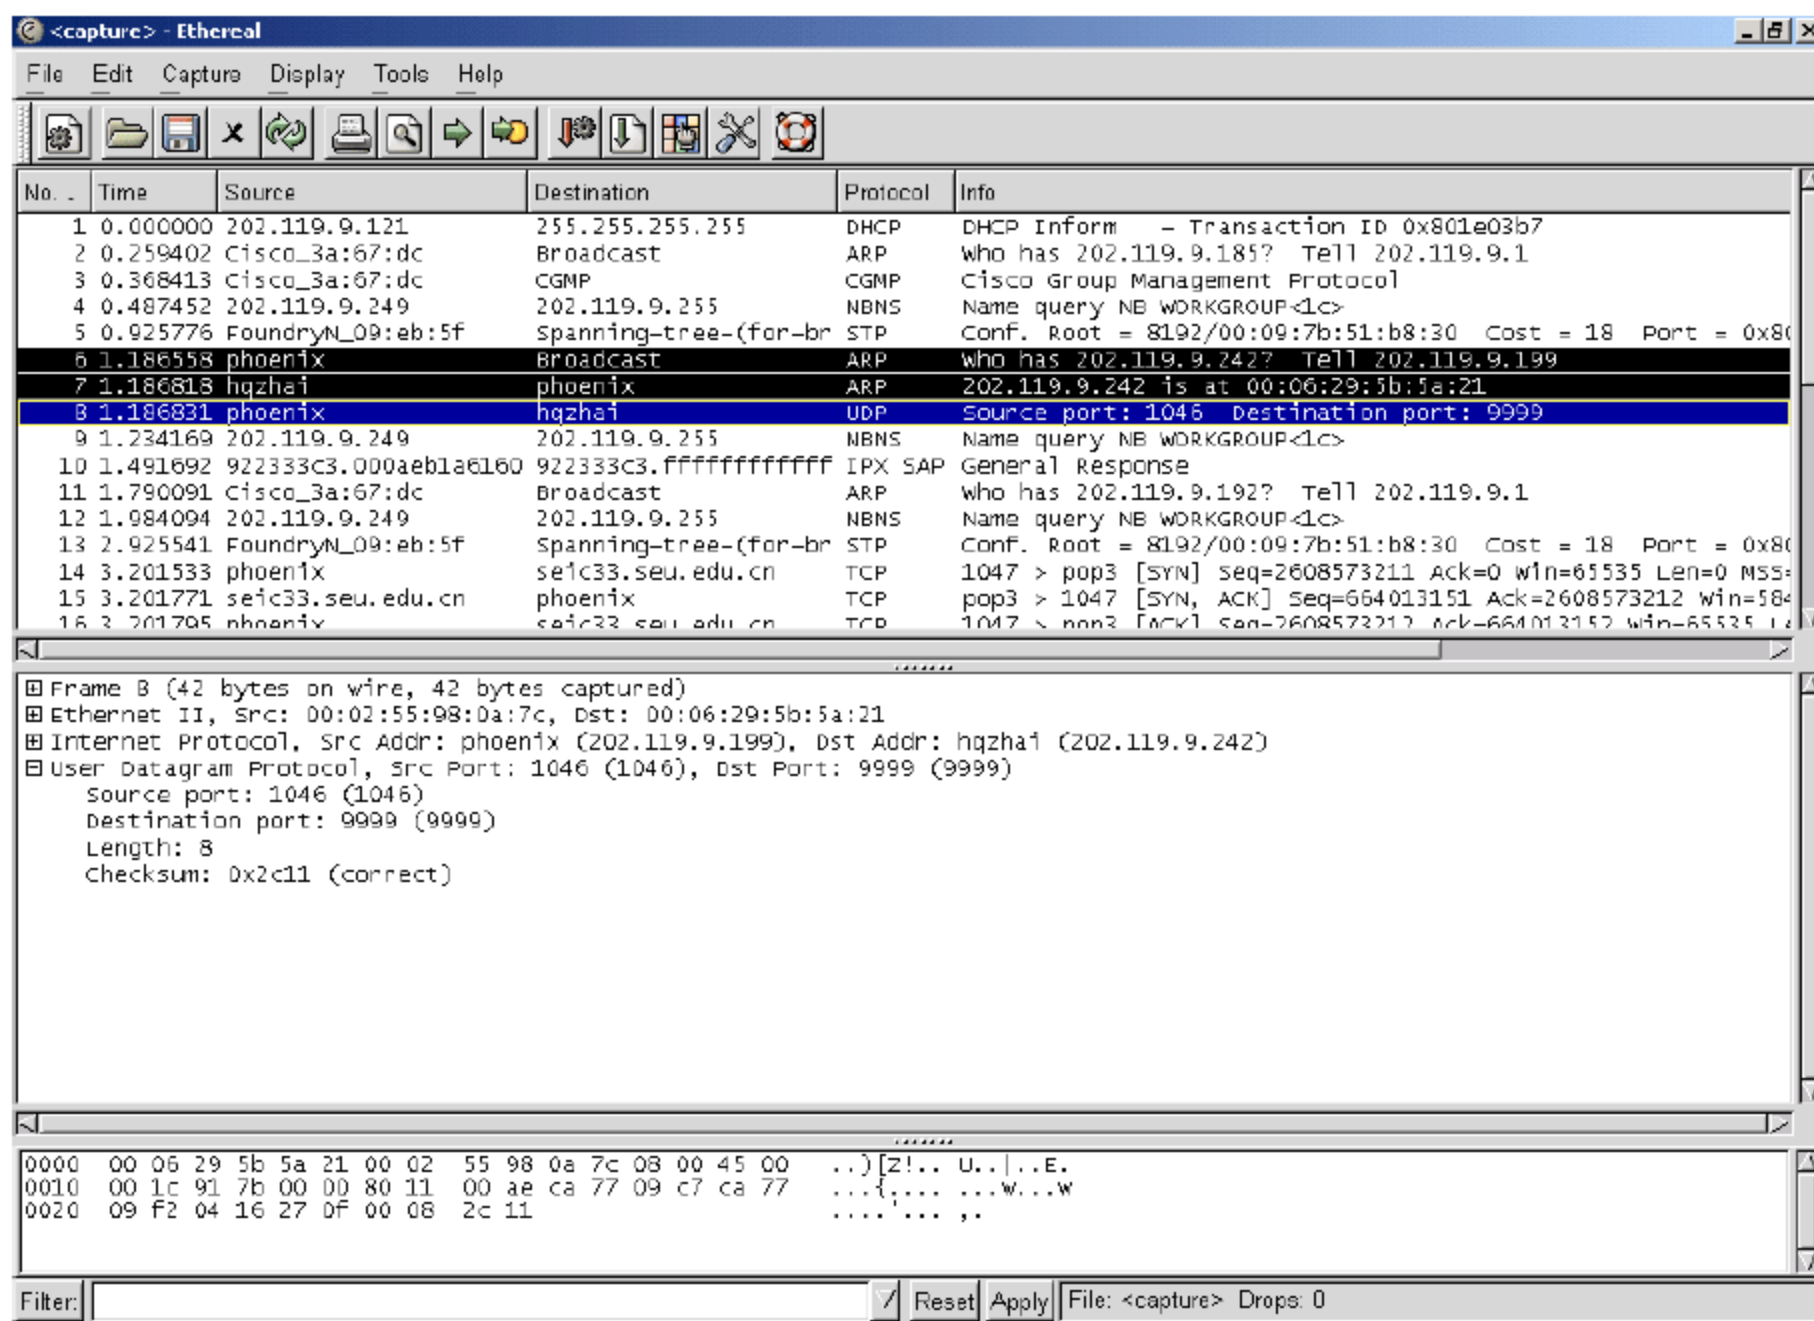 <capture> - Ethereal
File Edit Capture Display Tools Help
No. . Time Source Destination Protocol Info
1 0.000000 202.119.9.121 255.255.255.255 DHCP DHCP Inform - Transaction ID 0x801e03b7
2 0.259402 Cisco_3a:67:dc Broadcast ARP Who has 202.119.9.185? Tell 202.119.9.1
3 0.368413 Cisco_3a:67:dc CGMP CGMP Cisco Group Management Protocol
4 0.487452 202.119.9.249 202.119.9.255 NBNS Name query NB WORKGROUP<1c>
5 0.925776 FoundryN_09:eb:5f Spanning-tree-(for-br STP Conf. Root = 8192/00:09:7b:51:b8:30 Cost = 18 Port = 0x80
6 1.186558 phoenix Broadcast ARP Who has 202.119.9.242? Tell 202.119.9.199
7 1.186818 hqzhai phoenix ARP 202.119.9.242 is at 00:06:29:5b:5a:21
8 1.186831 phoenix hqzhai UDP Source port: 1046 Destination port: 9999
9 1.234169 202.119.9.249 202.119.9.255 NBNS Name query NB WORKGROUP<1c>
10 1.491692 922333c3.000aeb1a6160 922333c3.ffffffffffff IPX SAP General Response
11 1.790091 Cisco_3a:67:dc Broadcast ARP Who has 202.119.9.192? Tell 202.119.9.1
12 1.984094 202.119.9.249 202.119.9.255 NBNS Name query NB WORKGROUP<1c>
13 2.925541 FoundryN_09:eb:5f Spanning-tree-(for-br STP Conf. Root = 8192/00:09:7b:51:b8:30 Cost = 18 Port = 0x80
14 3.201533 phoenix seic33.seu.edu.cn TCP 1047 > pop3 [SYN] Seq=2608573211 Ack=0 Win=65535 Len=0 MSS=
15 3.201771 seic33.seu.edu.cn phoenix TCP pop3 > 1047 [SYN, ACK] Seq=664013151 Ack=2608573212 Win=584
16 3.201795 phoenix seic33.seu.edu.cn TCP 1047 > pop3 [ACK] Seq=2608573212 Ack=664013152 Win=65535 Le
Frame 8 (42 bytes on wire, 42 bytes captured)
Ethernet II, Src: 00:02:55:98:0a:7c, Dst: 00:06:29:5b:5a:21
Internet Protocol, Src Addr: phoenix (202.119.9.199), Dst Addr: hqzhai (202.119.9.242)
User Datagram Protocol, Src Port: 1046 (1046), Dst Port: 9999 (9999)
Source port: 1046 (1046)
Destination port: 9999 (9999)
Length: 8
Checksum: 0x2c11 (correct)
0000 00 06 29 5b 5a 21 00 02 55 98 0a 7c 08 00 45 00 ..)[Z!.. U..|..E.
0010 00 1c 91 7b 00 00 80 11 00 ae ca 77 09 c7 ca 77 ...{.... ...w...w
0020 09 f2 04 16 27 0f 00 08 2c 11 ....'... ,.
Filter: Reset Apply File: <capture> Drops: 0